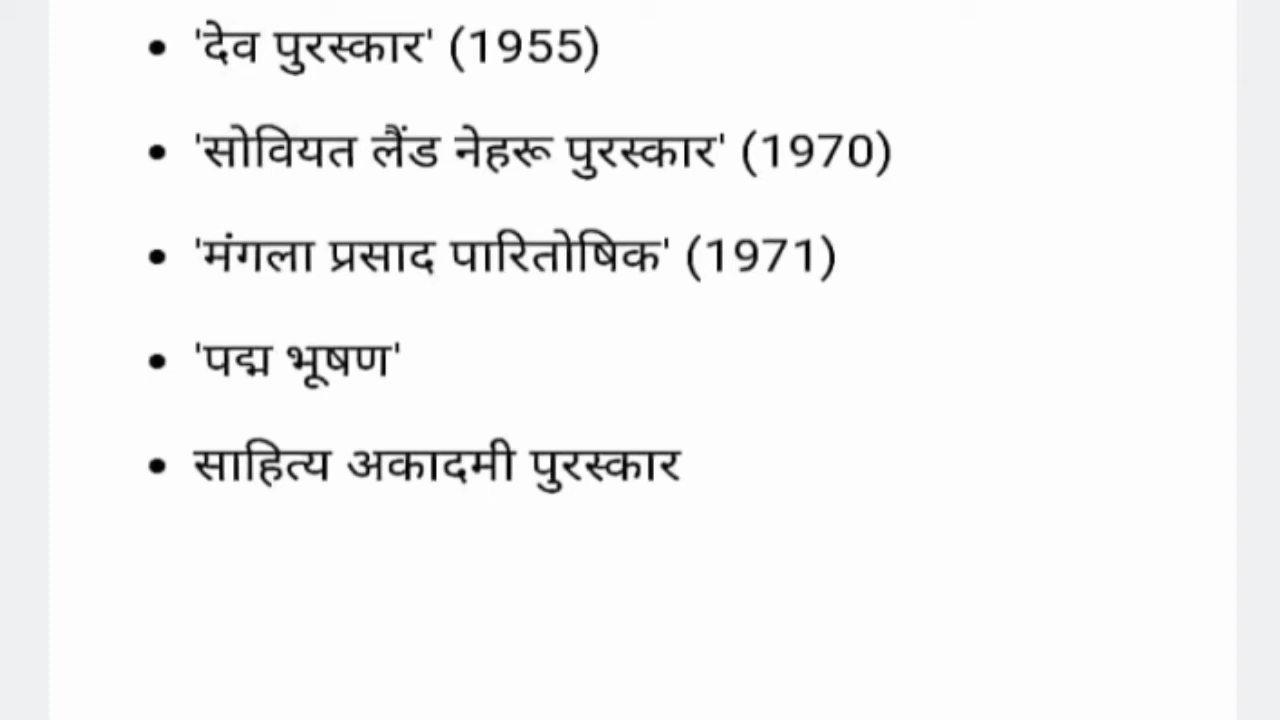 • 'देव पुरस्कार' (1955)
• 'सोवियत लैंड नेहरू पुरस्कार' (1970)
• 'मंगला प्रसाद पारितोषिक' (1971)
• 'पद्म भूषण'
• साहित्य अकादमी पुरस्कार